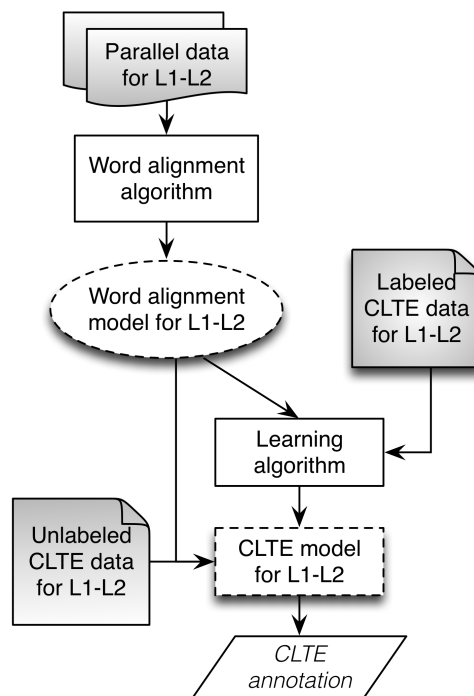 Parallel data
for L1-L2
Word alignment
algorithm
Word alignment
model for L1-L2
Labeled
CLTE data
for L1-L2
Learning
algorithm
Unlabeled
CLTE data
for L1-L2
CLTE model
for L1-L2
CLTE
annotation